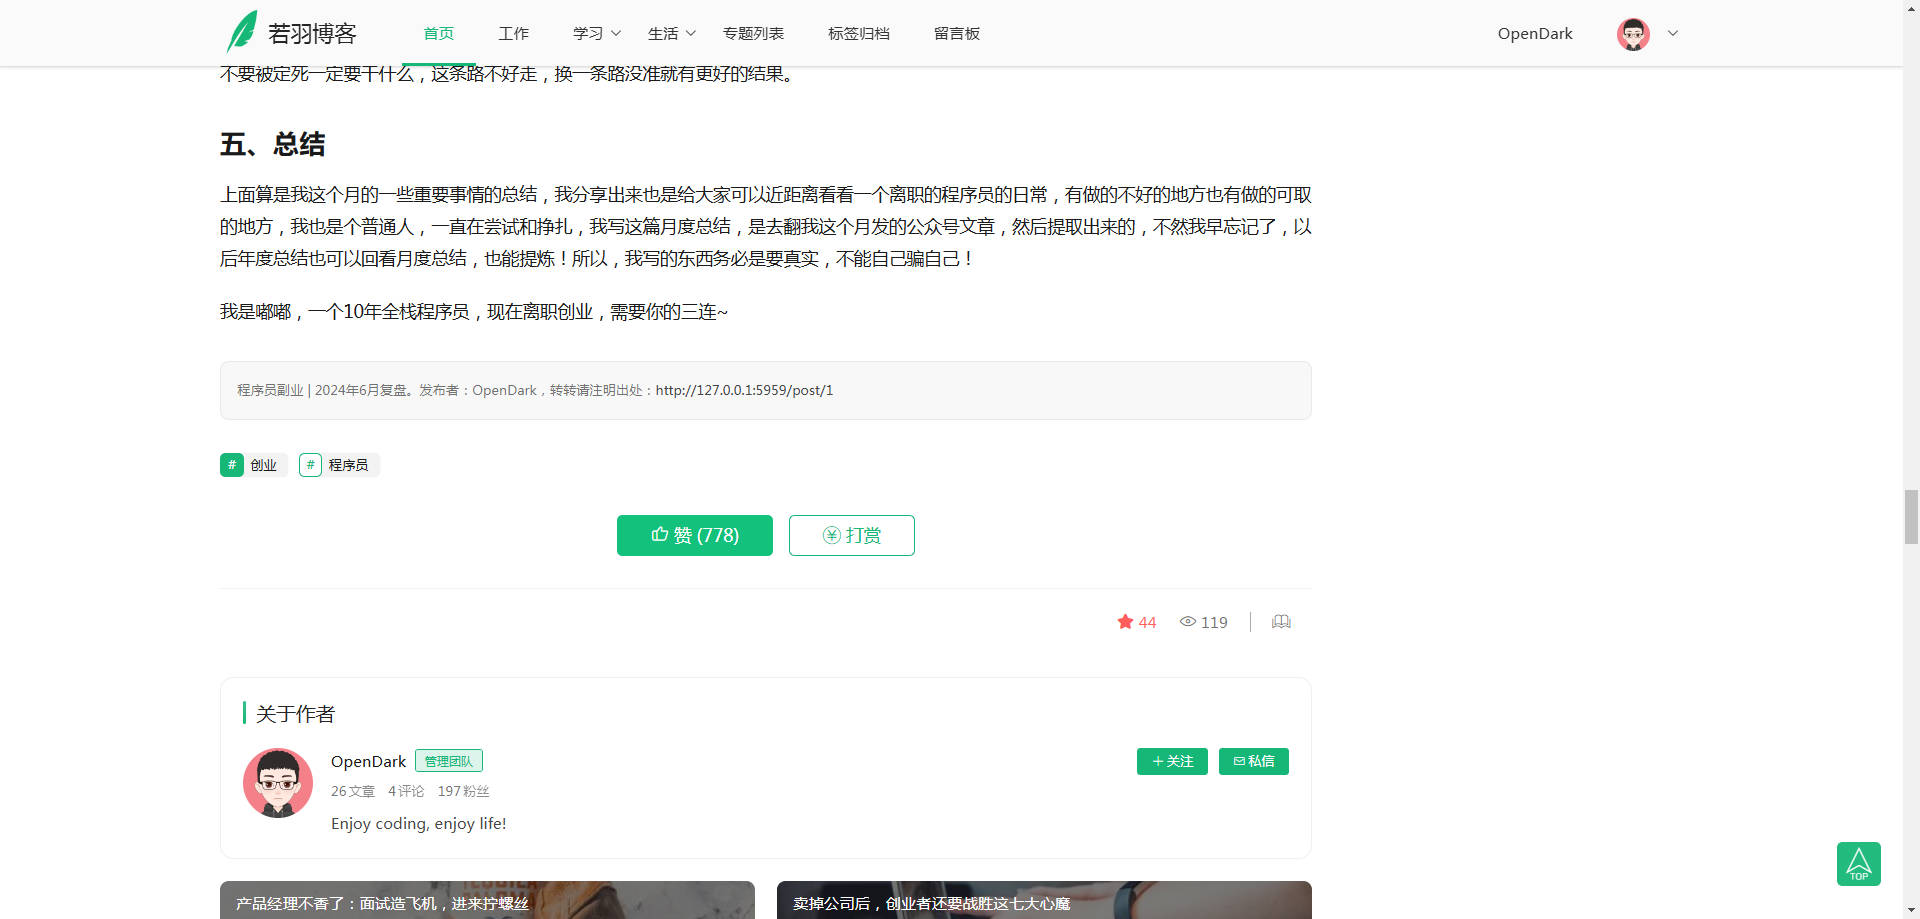 若羽博客
首页
工作
学习
生活
专题列表
标签归档
留言板
OpenDark
不要被定死一定要干什么，这条路不好走，换一条路没准就有更好的结果。
五、总结
上面算是我这个月的一些重要事情的总结，我分享出来也是给大家可以近距离看看一个离职的程序员的日常，有做的不好的地方也有做的可取
的地方，我也是个普通人，一直在尝试和挣扎，我写这篇月度总结，是去翻我这个月发的公众号文章，然后提取出来的，不然我早忘记了，以
后年度总结也可以回看月度总结，也能提炼！所以，我写的东西务必是要真实，不能自己骗自己！
我是嘟嘟，一个10年全栈程序员，现在离职创业，需要你的三连~
程序员副业 | 2024年6月复盘。发布者：OpenDark，转转请注明出处：http://127.0.0.1:5959/post/1
# 创业
# 程序员
赞 (778)
打赏
44
119
关于作者
OpenDark 管理团队
+关注
私信
26文章 4评论 197粉丝
Enjoy coding, enjoy life!
TOP
产品经理不香了：面试造飞机，进来拧螺丝
卖掉公司后，创业者还要战胜这七大心魔